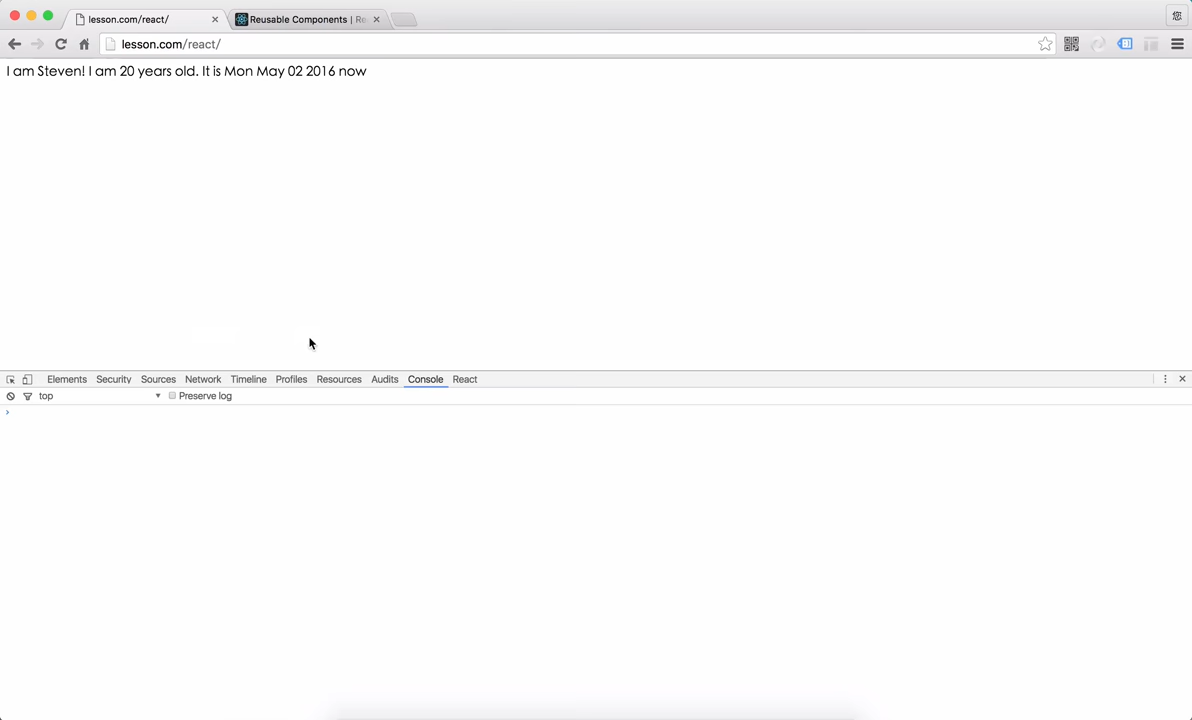 lesson.com/react/
Reusable Components | Re
您
lesson.com/react/
I am Steven! I am 20 years old. It is Mon May 02 2016 now
Elements Security Sources Network Timeline Profiles Resources Audits Console React
top Preserve log